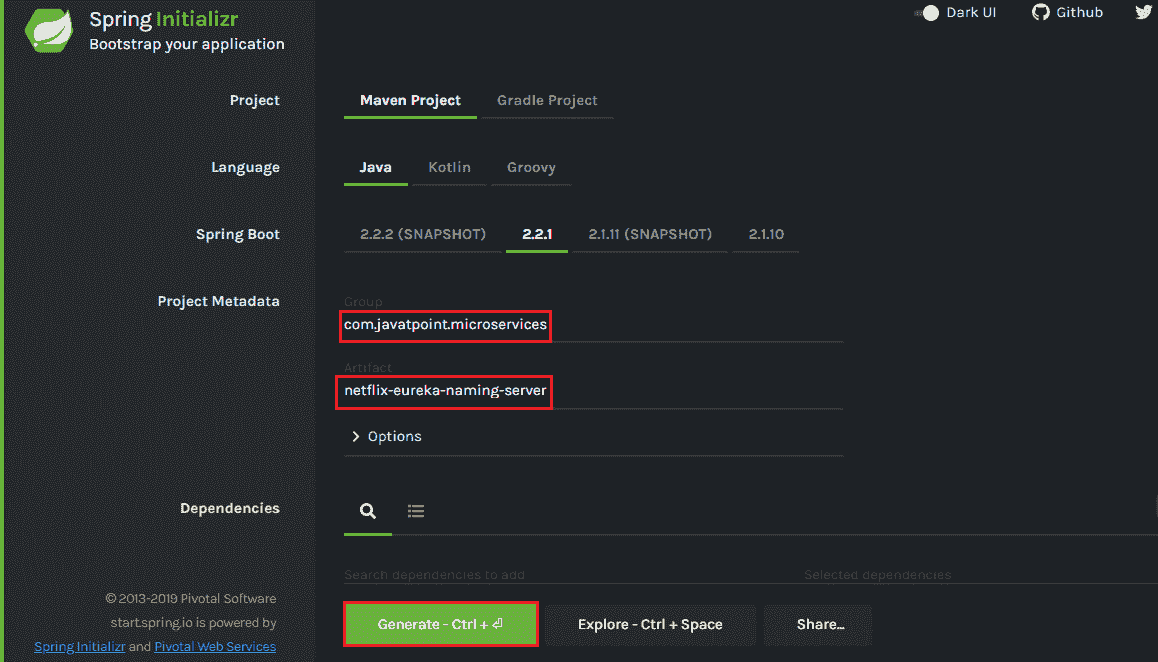 Spring Initializr
Bootstrap your application
Dark UI
Github
Project
Maven Project
Gradle Project
Language
Java
Kotlin
Groovy
Spring Boot
2.2.2 (SNAPSHOT)
2.2.1
2.1.11 (SNAPSHOT)
2.1.10
Project Metadata
Group
com.javatpoint.microservices
Artifact
netflix-eureka-naming-server
Options
Dependencies
Search dependencies to add
Selected dependencies
© 2013-2019 Pivotal Software
start.spring.io is powered by
Spring Initializr and Pivotal Web Services
Generate - Ctrl + ⏎
Explore - Ctrl + Space
Share...